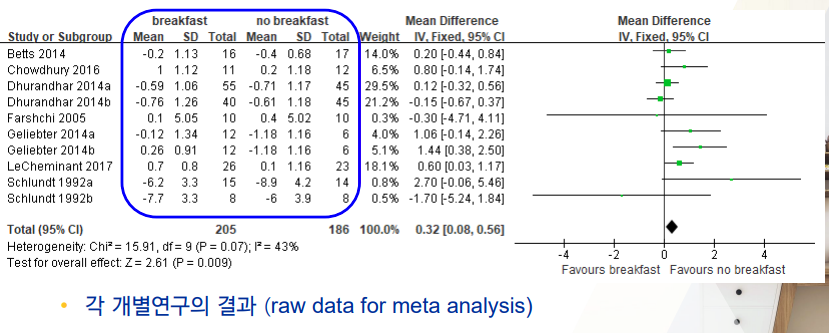 breakfast no breakfast Mean Difference Mean Difference
Study or Subgroup Mean SD Total Mean SD Total Weight IV, Fixed, 95% CI IV, Fixed, 95% CI
Betts 2014 -0.2 1.13 16 -0.4 0.68 17 14.0% 0.20 [-0.44, 0.84]
Chowdhury 2016 1 1.12 11 0.2 1.18 12 6.5% 0.80 [-0.14, 1.74]
Dhurandhar 2014a -0.59 1.06 55 -0.71 1.17 45 29.5% 0.12 [-0.32, 0.56]
Dhurandhar 2014b -0.76 1.26 40 -0.61 1.18 45 21.2% -0.15 [-0.67, 0.37]
Farshchi 2005 0.1 5.05 10 0.4 5.02 10 0.3% -0.30 [-4.71, 4.11]
Geliebter 2014a -0.12 1.34 12 -1.18 1.16 6 4.0% 1.06 [-0.14, 2.26]
Geliebter 2014b 0.26 0.91 12 -1.18 1.16 6 5.2% 1.44 [0.38, 2.50]
LeCheminant 2017 0.7 0.8 26 0.1 1.16 23 18.1% 0.60 [0.03, 1.17]
Schlundt 1992a -6.2 3.3 15 -8.9 4.2 14 0.8% 2.70 [-0.06, 5.46]
Schlundt 1992b -7.7 3.3 8 -6 3.9 8 0.5% -1.70 [-5.24, 1.84]
Total (95% CI) 205 186 100.0% 0.32 [0.08, 0.56]
Heterogeneity: Chi² = 15.91, df = 9 (P = 0.07); I² = 43%
Test for overall effect: Z = 2.61 (P = 0.009)
-4 -2 0 2 4
Favours breakfast Favours no breakfast
• 각 개별연구의 결과 (raw data for meta analysis)